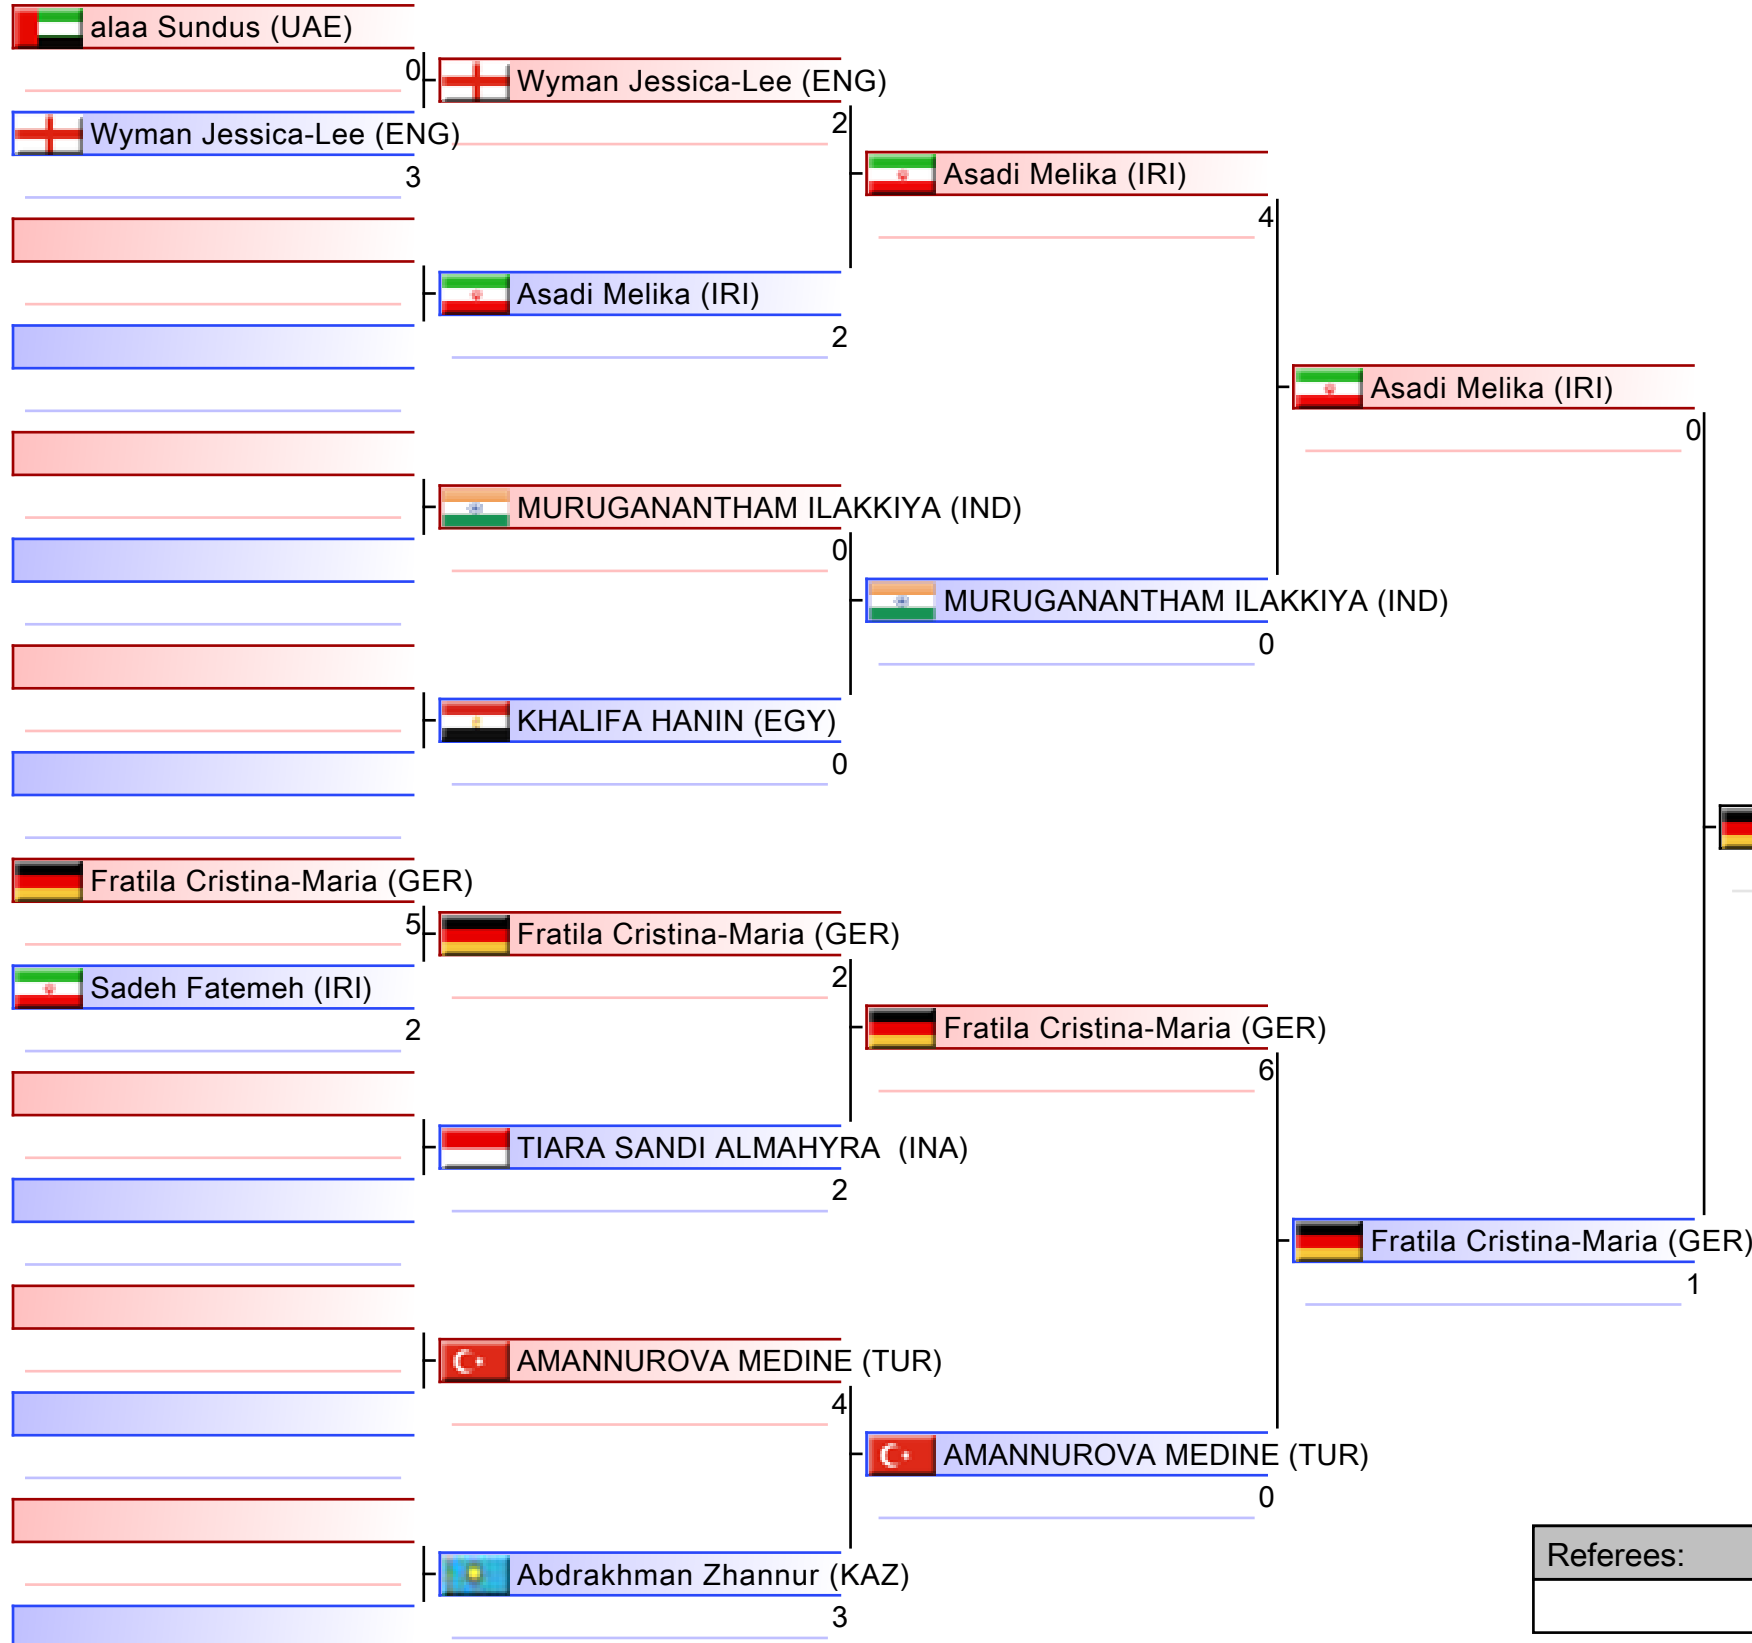 alaa Sundus (UAE)
0
Wyman Jessica-Lee (ENG)
3
Wyman Jessica-Lee (ENG)
2
Asadi Melika (IRI)
2
Asadi Melika (IRI)
4
MURUGANANTHAM ILAKKIYA (IND)
0
KHALIFA HANIN (EGY)
0
MURUGANANTHAM ILAKKIYA (IND)
0
Asadi Melika (IRI)
0
Fratila Cristina-Maria (GER)
5
Sadeh Fatemeh (IRI)
2
Fratila Cristina-Maria (GER)
2
TIARA SANDI ALMAHYRA  (INA)
2
Fratila Cristina-Maria (GER)
6
AMANNUROVA MEDINE (TUR)
4
Abdrakhman Zhannur (KAZ)
3
AMANNUROVA MEDINE (TUR)
0
Fratila Cristina-Maria (GER)
1
Referees: